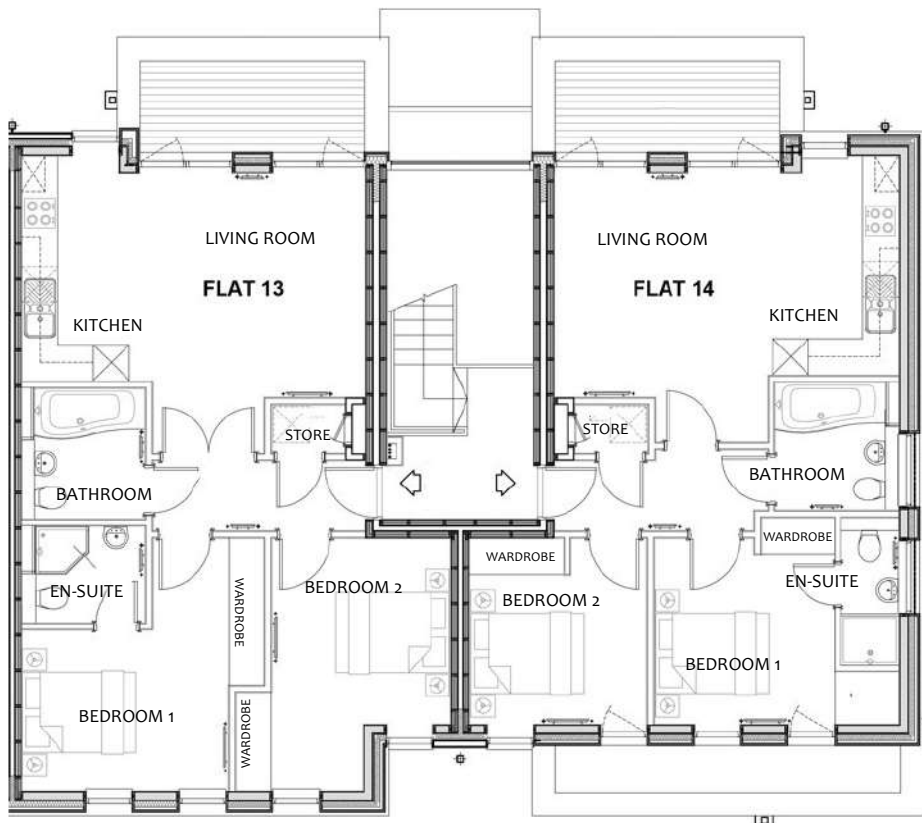 LIVING ROOM
FLAT 13
KITCHEN
STORE
BATHROOM
EN-SUITE
WARDROBE
BEDROOM 2
BEDROOM 1
WARDROBE
LIVING ROOM
FLAT 14
KITCHEN
STORE
BATHROOM
WARDROBE
WARDROBE
EN-SUITE
BEDROOM 2
BEDROOM 1